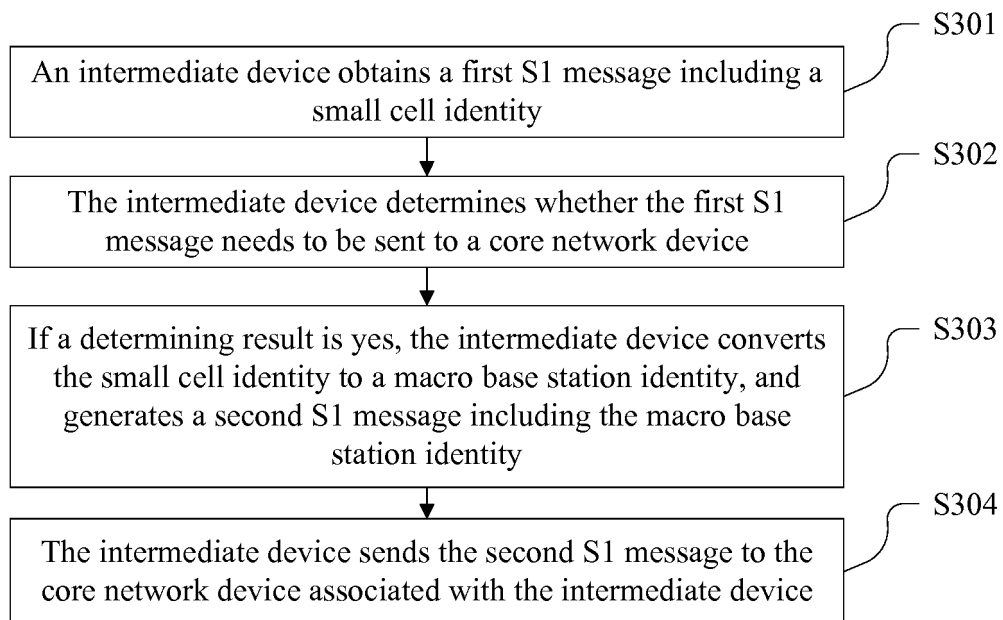 S301
An intermediate device obtains a first S1 message including a
small cell identity
S302
The intermediate device determines whether the first S1
message needs to be sent to a core network device
S303
If a determining result is yes, the intermediate device converts
the small cell identity to a macro base station identity, and
generates a second S1 message including the macro base
station identity
S304
The intermediate device sends the second S1 message to the
core network device associated with the intermediate device